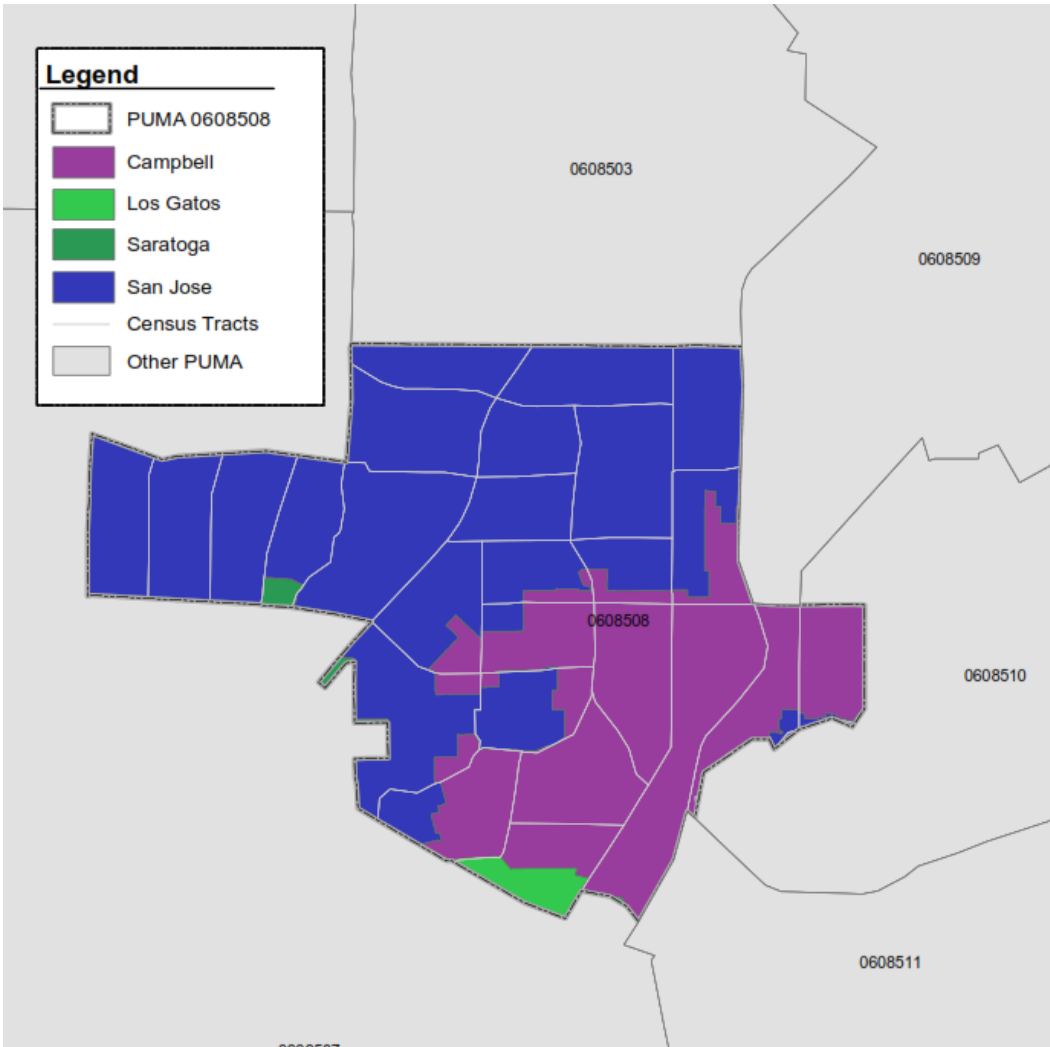 Legend
PUMA 0608508
Campbell
Los Gatos
Saratoga
San Jose
Census Tracts
Other PUMA
0608503
0608509
0608508
0608510
0608511